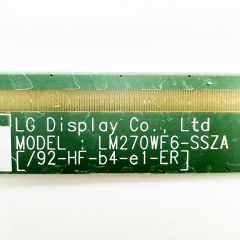 LG Display Co., Ltd
MODEL : LM270WF6-SSZA
[/92-HF-b4-e1-ER]